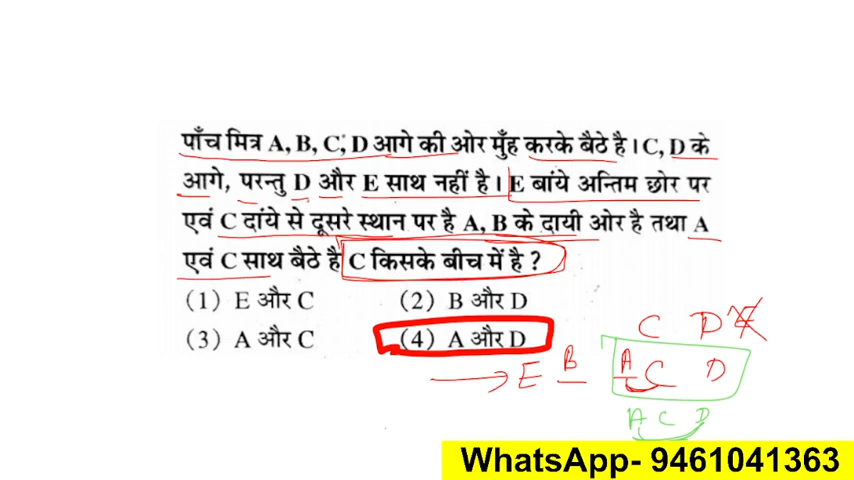 पाँच मित्र A, B, C, D आगे की ओर मुँह करके बैठे है। C, D के
आगे, परन्तु D और E साथ नहीं है। E बांये अन्तिम छोर पर
एवं C दांये से दूसरे स्थान पर है A, B के दायी ओर है तथा A
एवं C साथ बैठे है C किसके बीच में है ?
(1) E और C (2) B और D
(3) A और C (4) A और D
C D E
E B A C D
A C D
WhatsApp- 9461041363